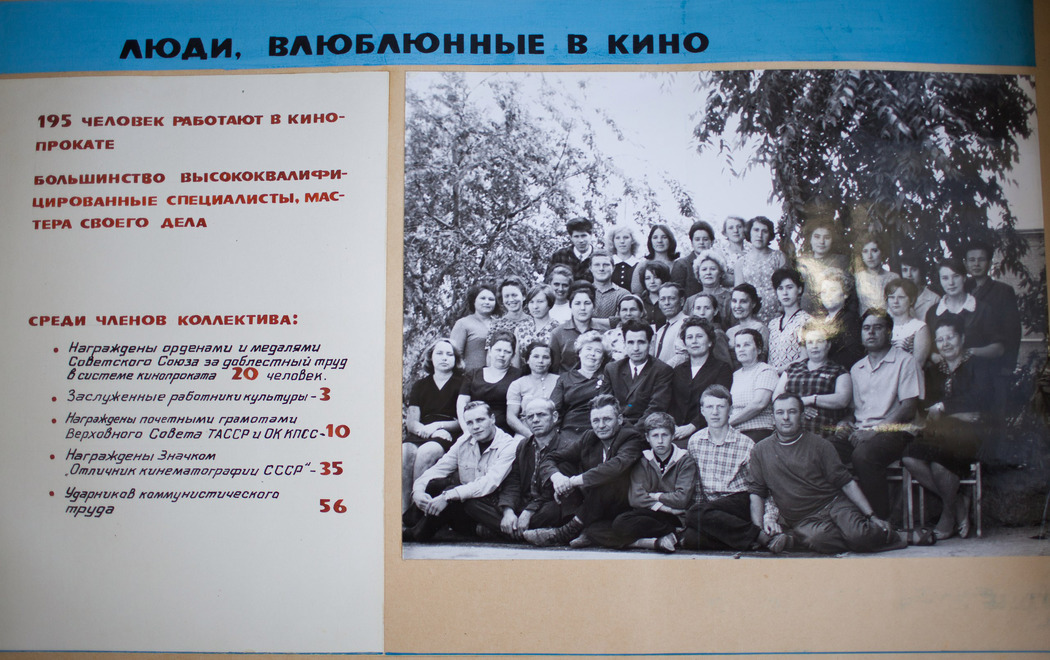 ЛЮДИ, ВЛЮБЛЮННЫЕ В КИНО
195 ЧЕЛОВЕК РАБОТАЮТ В КИНО-
ПРОКАТЕ
БОЛЬШИНСТВО ВЫСОКОКВАЛИФИ-
ЦИРОВАННЫЕ СПЕЦИАЛИСТЫ, МАС-
ТЕРА СВОЕГО ДЕЛА
СРЕДИ ЧЛЕНОВ КОЛЛЕКТИВА:
• Награждены орденами и медалями
Советского Союза за доблестный труд
в системе кинопроката 20 человек.
• Заслуженные работники культуры - 3
• Награждены почетными грамотами
Верховного Совета ТАССР и ОК КПСС - 10
• Награждены Значком
„Отличник кинематографии СССР" - 35
• Ударников коммунистического
труда 56